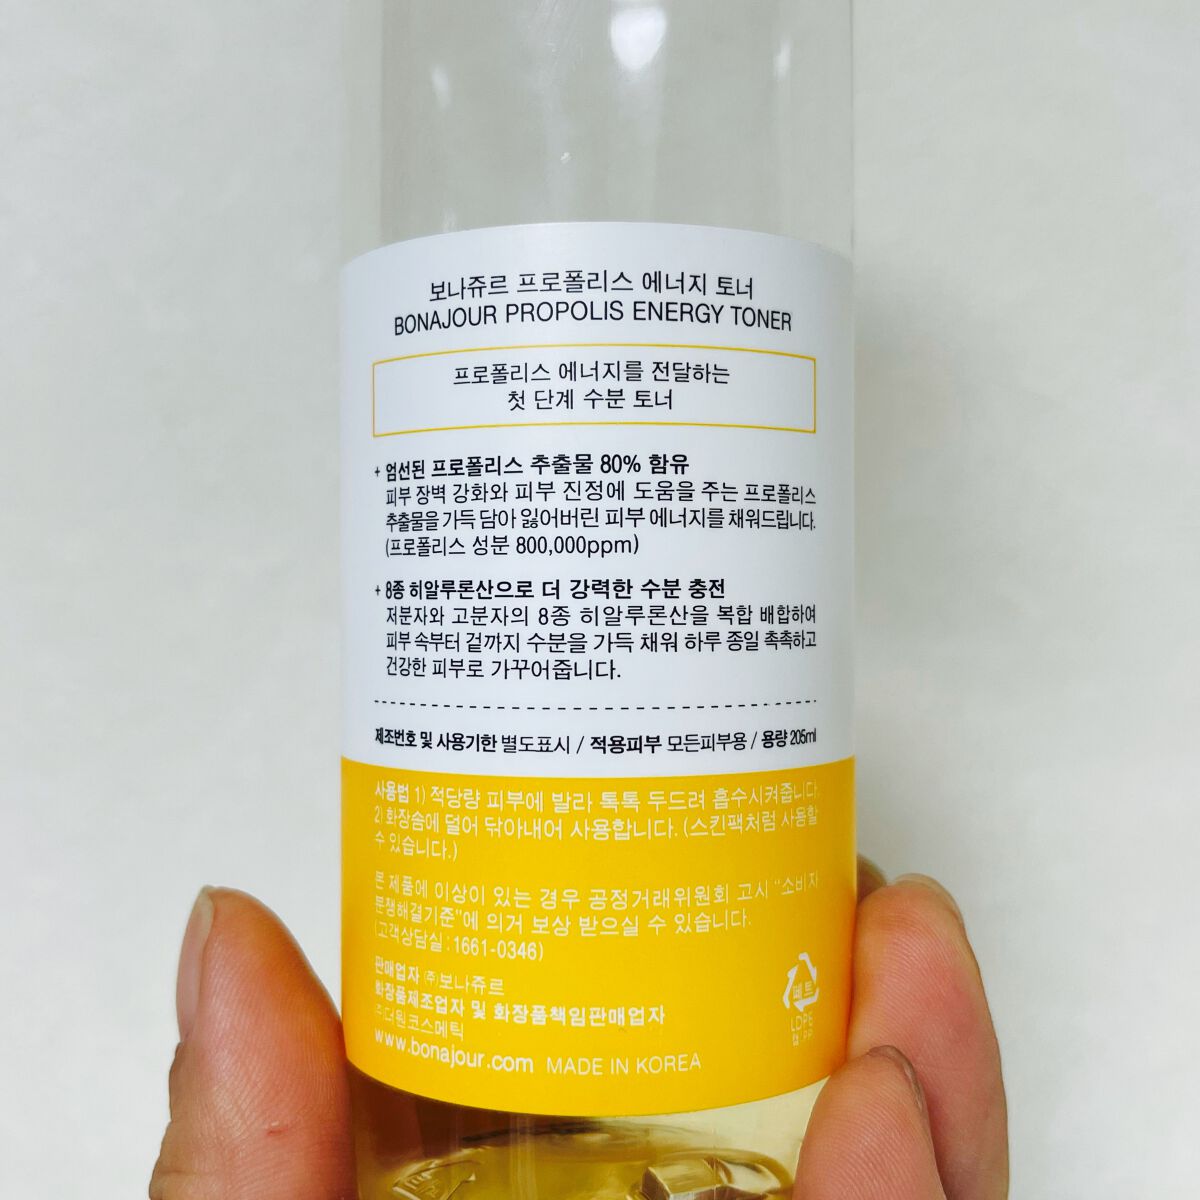 보나쥬르 프로폴리스 에너지 토너
BONAJOUR PROPOLIS ENERGY TONER
프로폴리스 에너지를 전달하는
첫 단계 수분 토너
+ 엄선된 프로폴리스 추출물 80% 함유
피부 장벽 강화와 피부 진정에 도움을 주는 프로폴리스
추출물을 가득 담아 잃어버린 피부 에너지를 채워드립니다.
(프로폴리스 성분 800,000ppm)
+ 8종 히알루론산으로 더 강력한 수분 충전
저분자와 고분자의 8종 히알루론산을 복합 배합하여
피부 속부터 겉까지 수분을 가득 채워 하루 종일 촉촉하고
건강한 피부로 가꾸어줍니다.
제조번호 및 사용기한 별도표시 / 적용피부 모든피부용 / 용량 205ml
사용법 1) 적당량 피부에 발라 톡톡 두드려 흡수시켜줍니다.
2) 화장솜에 덜어 닦아내어 사용합니다. (스킨팩처럼 사용할
수 있습니다.)
본 제품에 이상이 있는 경우 공정거래위원회 고시 "소비자
분쟁해결기준"에 의거 보상 받으실 수 있습니다.
(고객상담실 : 1661-0346)
판매업자 ㈜보나쥬르
화장품제조업자 및 화장품책임판매업자
㈜더원코스메틱
www.bonajour.com MADE IN KOREA
페트
LDPE
캡:PP